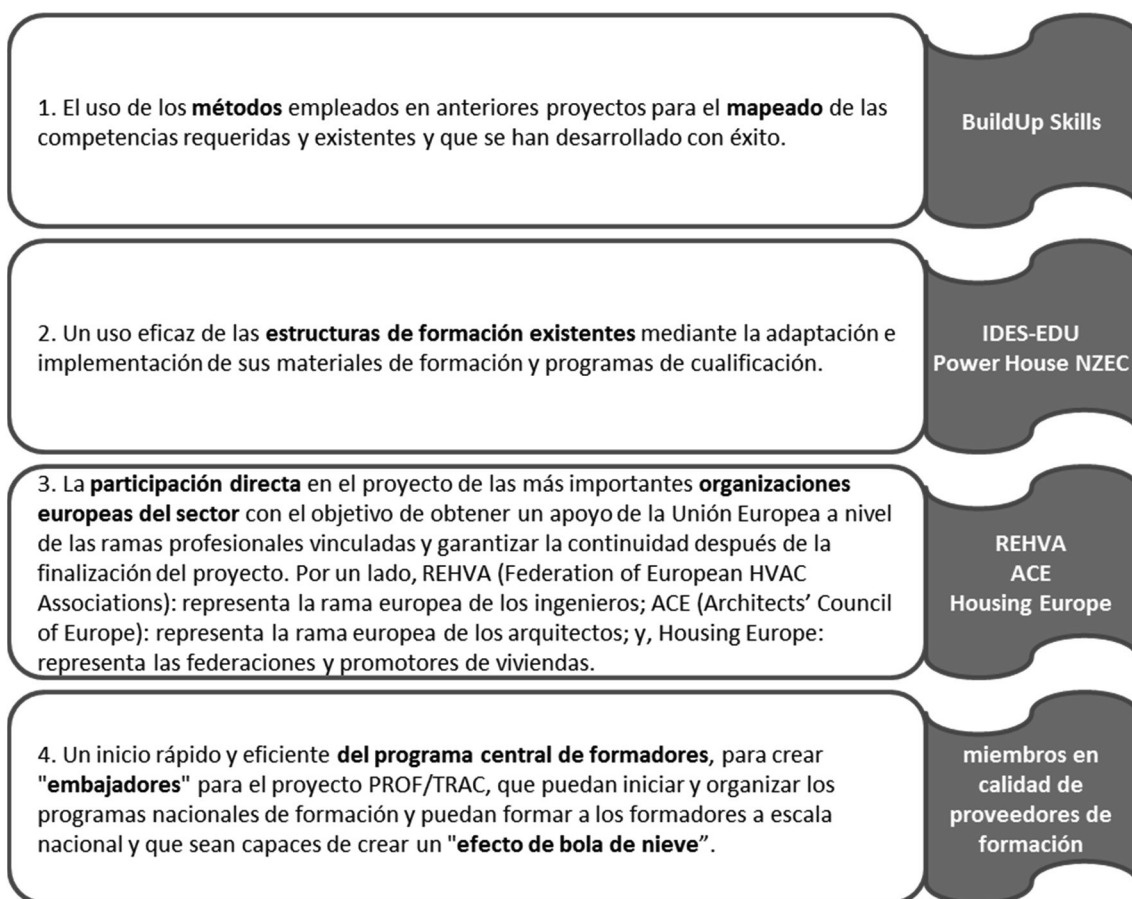 1. El uso de los métodos empleados en anteriores proyectos para el mapeado de las
competencias requeridas y existentes y que se han desarrollado con éxito.
BuildUp Skills
2. Un uso eficaz de las estructuras de formación existentes mediante la adaptación e
implementación de sus materiales de formación y programas de cualificación.
IDES-EDU
Power House NZEC
3. La participación directa en el proyecto de las más importantes organizaciones
europeas del sector con el objetivo de obtener un apoyo de la Unión Europea a nivel
de las ramas profesionales vinculadas y garantizar la continuidad después de la
finalización del proyecto. Por un lado, REHVA (Federation of European HVAC
Associations): representa la rama europea de los ingenieros; ACE (Architects’ Council
of Europe): representa la rama europea de los arquitectos; y, Housing Europe:
representa las federaciones y promotores de viviendas.
REHVA
ACE
Housing Europe
4. Un inicio rápido y eficiente del programa central de formadores, para crear
"embajadores" para el proyecto PROF/TRAC, que puedan iniciar y organizar los
programas nacionales de formación y puedan formar a los formadores a escala
nacional y que sean capaces de crear un "efecto de bola de nieve”.
miembros en
calidad de
proveedores de
formación